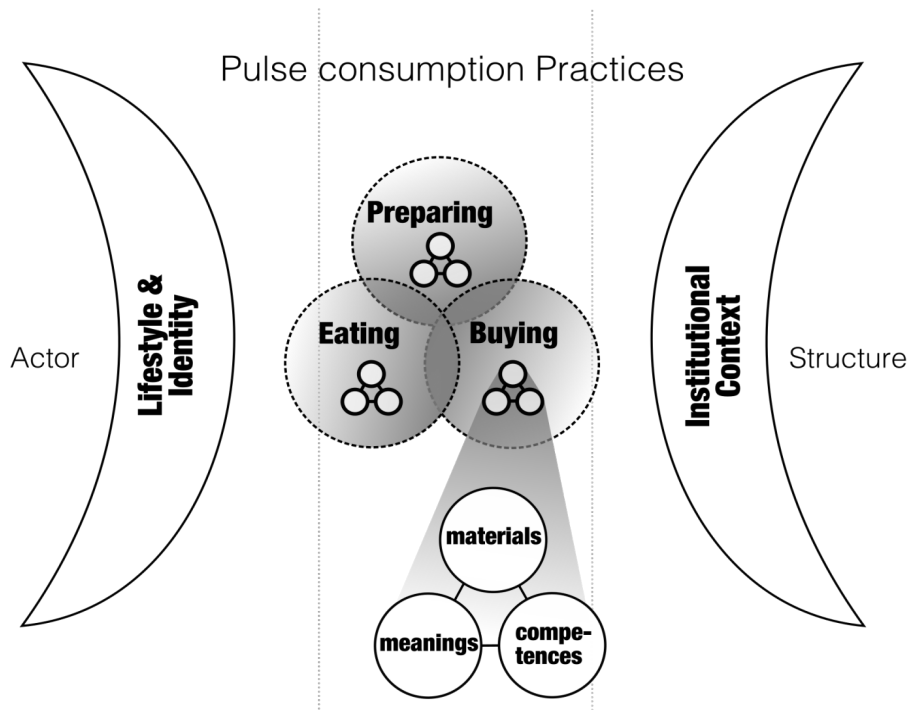 Pulse consumption Practices
Preparing
Eating
Buying
Actor
Lifestyle &
Identity
Institutional
Context
Structure
materials
meanings
compe-
tences